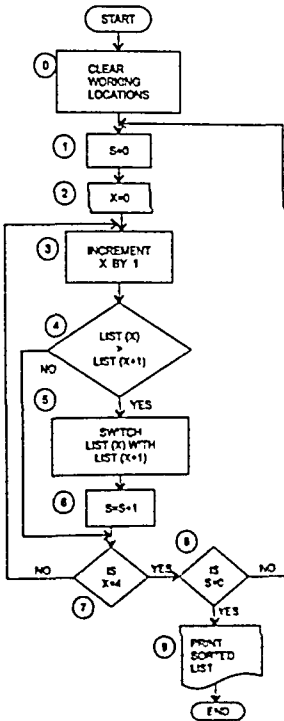 START
0
CLEAR
WORKING
LOCATIONS
1
S=0
2
X=0
3
INCREMENT
X BY 1
4
LIST (X)
>
LIST (X+1)
NO
YES
5
SWITCH
LIST (X) WITH
LIST (X+1)
6
S=S+1
NO
IS
X=4
YES
7
8
IS
S=0
NO
YES
9
PRINT
SORTED
LIST
END